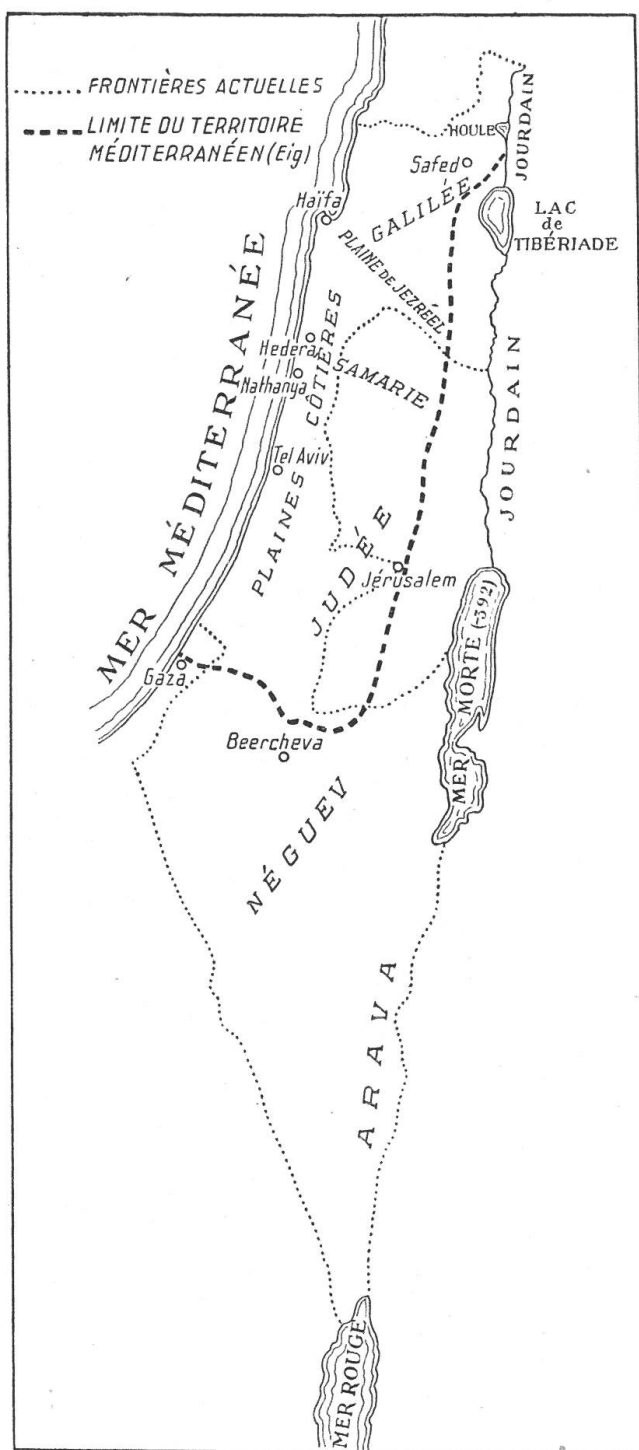 FRONTIÈRES ACTUELLES
LIMITE DU TERRITOIRE
MÉDITERRANÉEN (Eig)
JOURDAIN
HOULE
Safed
GALILÉE
LAC
de
TIBÉRIADE
Haïfa
PLAINE DE JEZRÉEL
MER MÉDITERRANÉE
Hedera
SAMARIE
Nathanya
PLAINES CÔTIÈRES
Tel Aviv
JOURDAIN
JUDÉE
Jérusalem
MER MORTE (-392)
Gaza
Beercheva
NÉGUEV
ARAVA
MER ROUGE